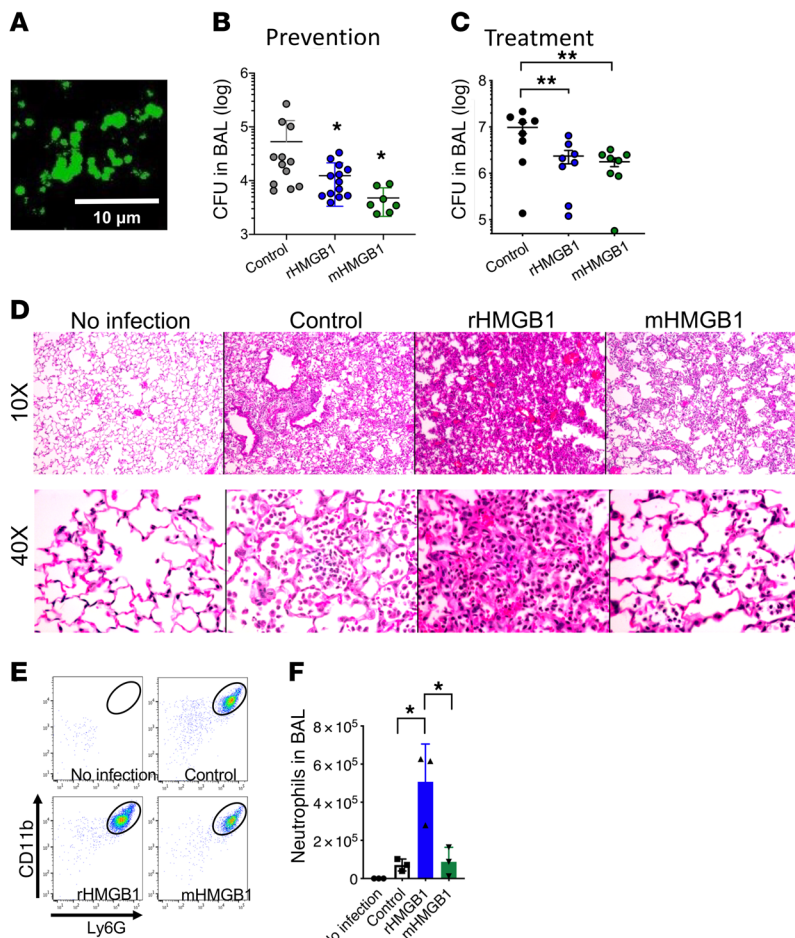 A
10 μm
B
Prevention
CFU in BAL (log)
6
5
4
3
*
*
Control
rHMGB1
mHMGB1
C
Treatment
CFU in BAL (log)
8
7
6
5
**
**
Control
rHMGB1
mHMGB1
D
No infection
Control
rHMGB1
mHMGB1
10X
40X
E
No infection
Control
rHMGB1
mHMGB1
CD11b
Ly6G
F
Neutrophils in BAL
8×10⁵
6×10⁵
4×10⁵
2×10⁵
0
*
*
No infection
Control
rHMGB1
mHMGB1